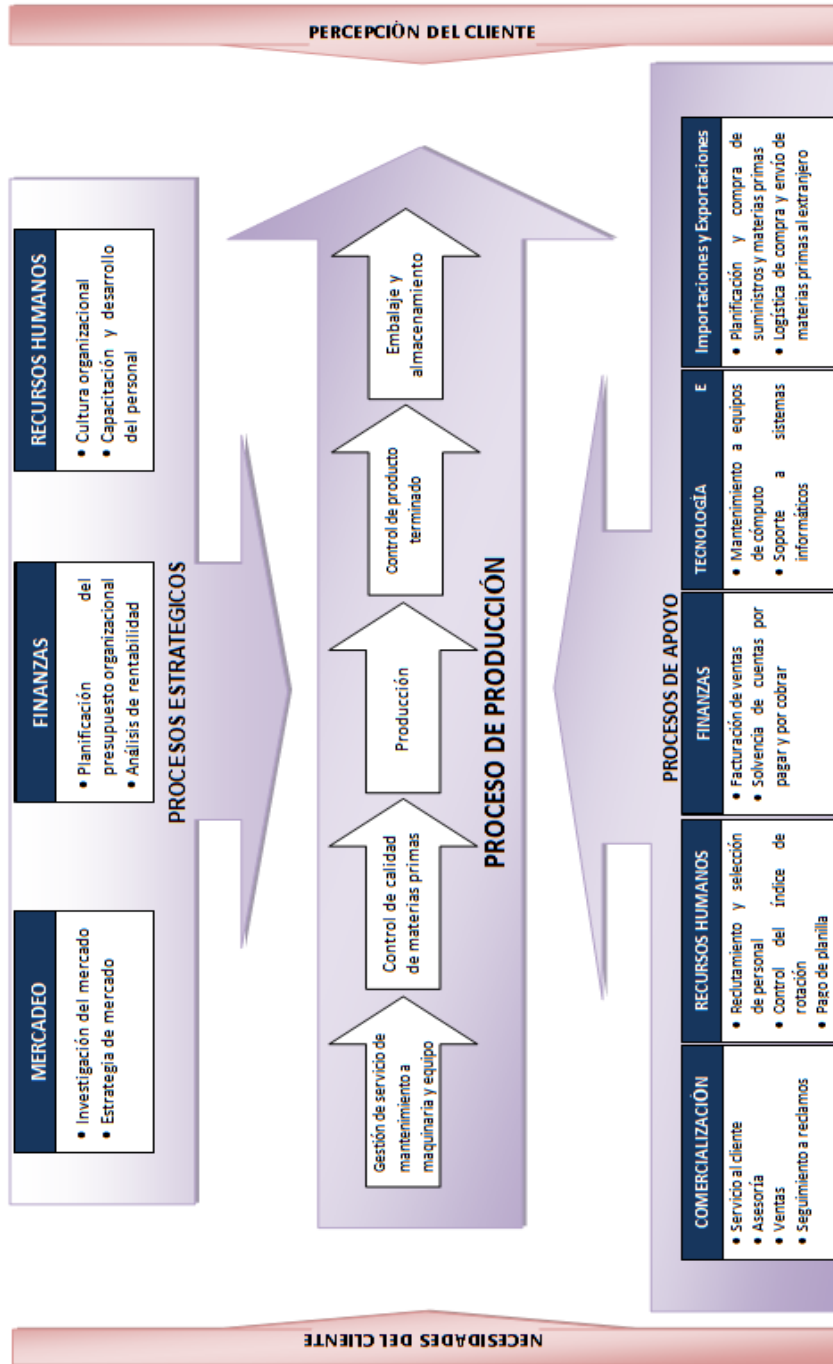 NECESIDADES DEL CLIENTE
MERCADEO
• Investigación del mercado
• Estrategia de mercado
FINANZAS
• Planificación del
presupuesto organizacional
• Análisis de rentabilidad
RECURSOS HUMANOS
• Cultura organizacional
• Capacitación y desarrollo
del personal
PROCESOS ESTRATEGICOS
Gestión de servicio de
mantenimiento a
maquinaria y equipo
Control de calidad
de materias primas
Producción
Control de producto
terminado
Embalaje y
almacenamiento
PROCESO DE PRODUCCIÓN
PROCESOS DE APOYO
COMERCIALIZACIÓN
• Servicio al cliente
• Asesoría
• Ventas
• Seguimiento a reclamos
RECURSOS HUMANOS
• Reclutamiento y selección
de personal
• Control del índice de
rotación
• Pago de planilla
FINANZAS
• Facturación de ventas
• Solvencia de cuentas por
pagar y por cobrar
TECNOLOGÍA E
• Mantenimiento a equipos
de cómputo
• Soporte a sistemas
informáticos
Importaciones y Exportaciones
• Planificación y compra de
suministros y materias primas
• Logística de compra y envío de
materias primas al extranjero
PERCEPCIÓN DEL CLIENTE